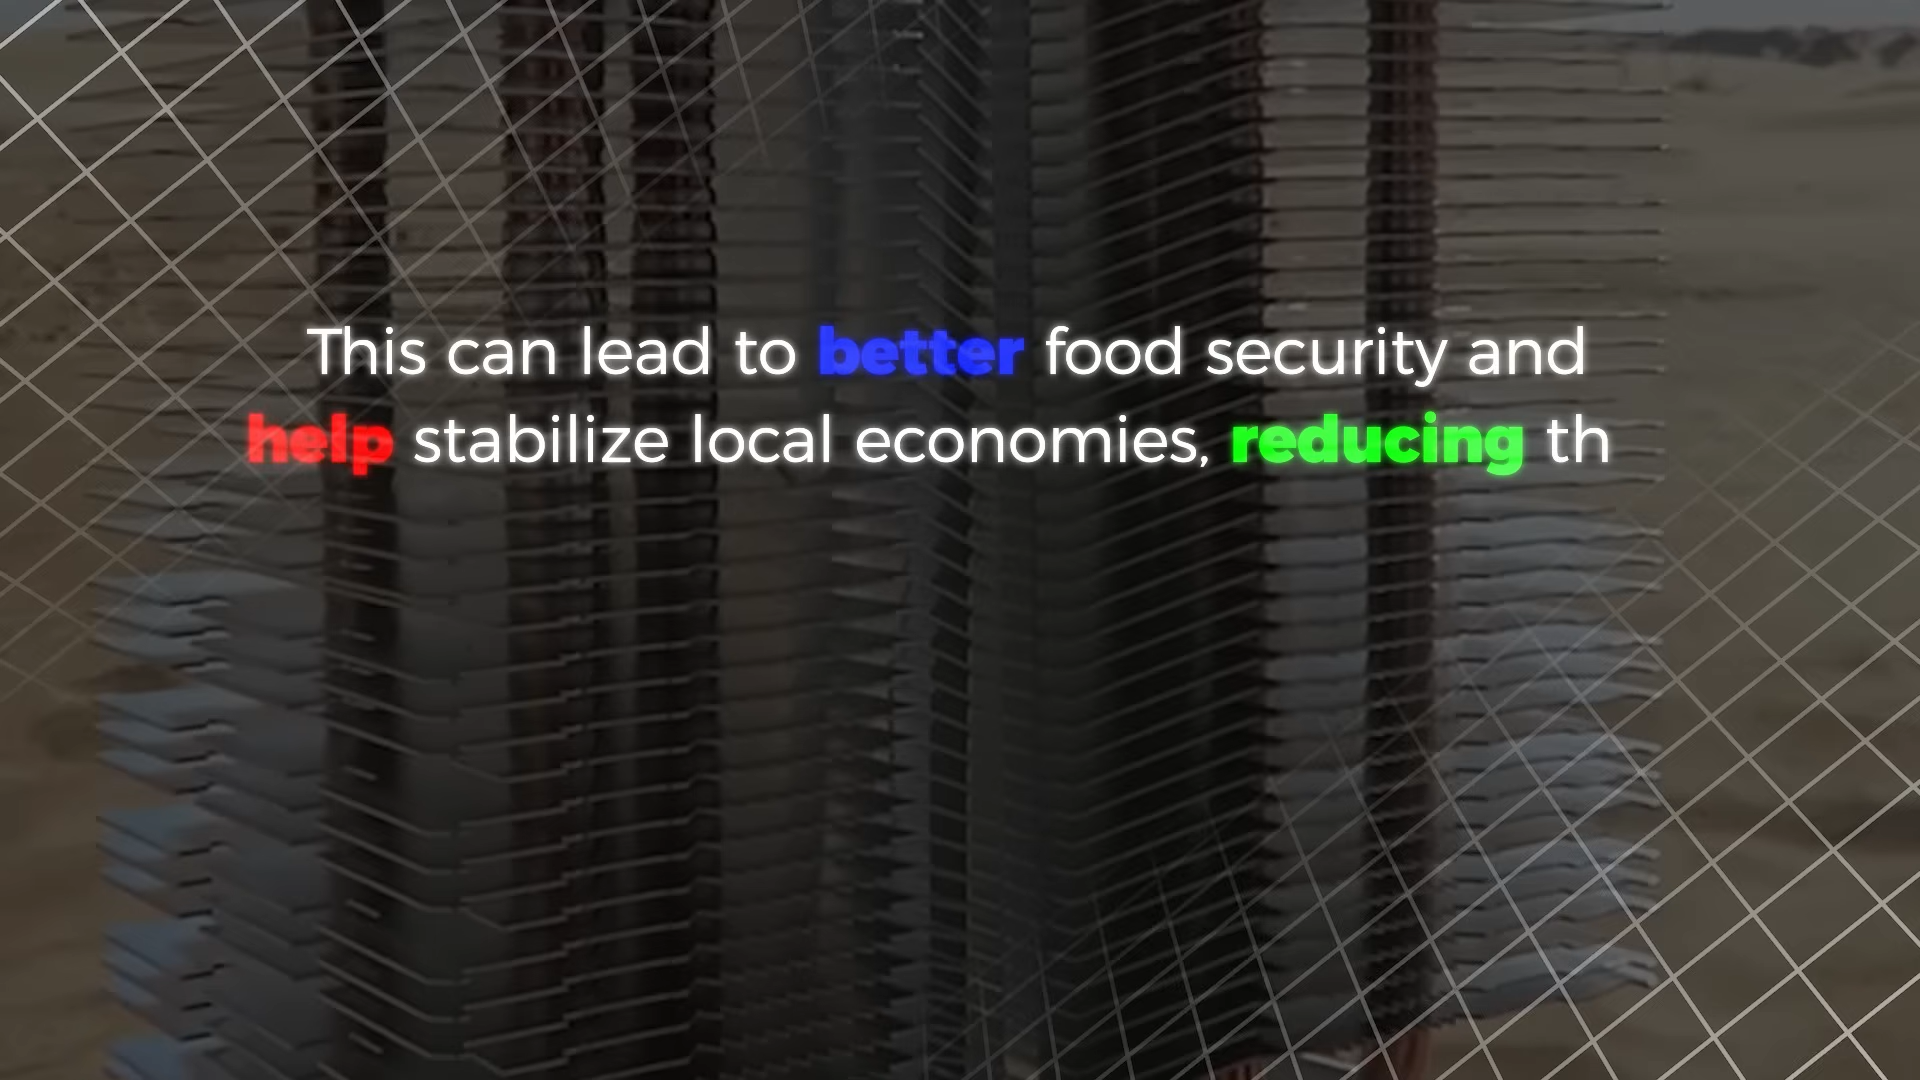 This can lead to better food security and
help stabilize local economies, reducing th